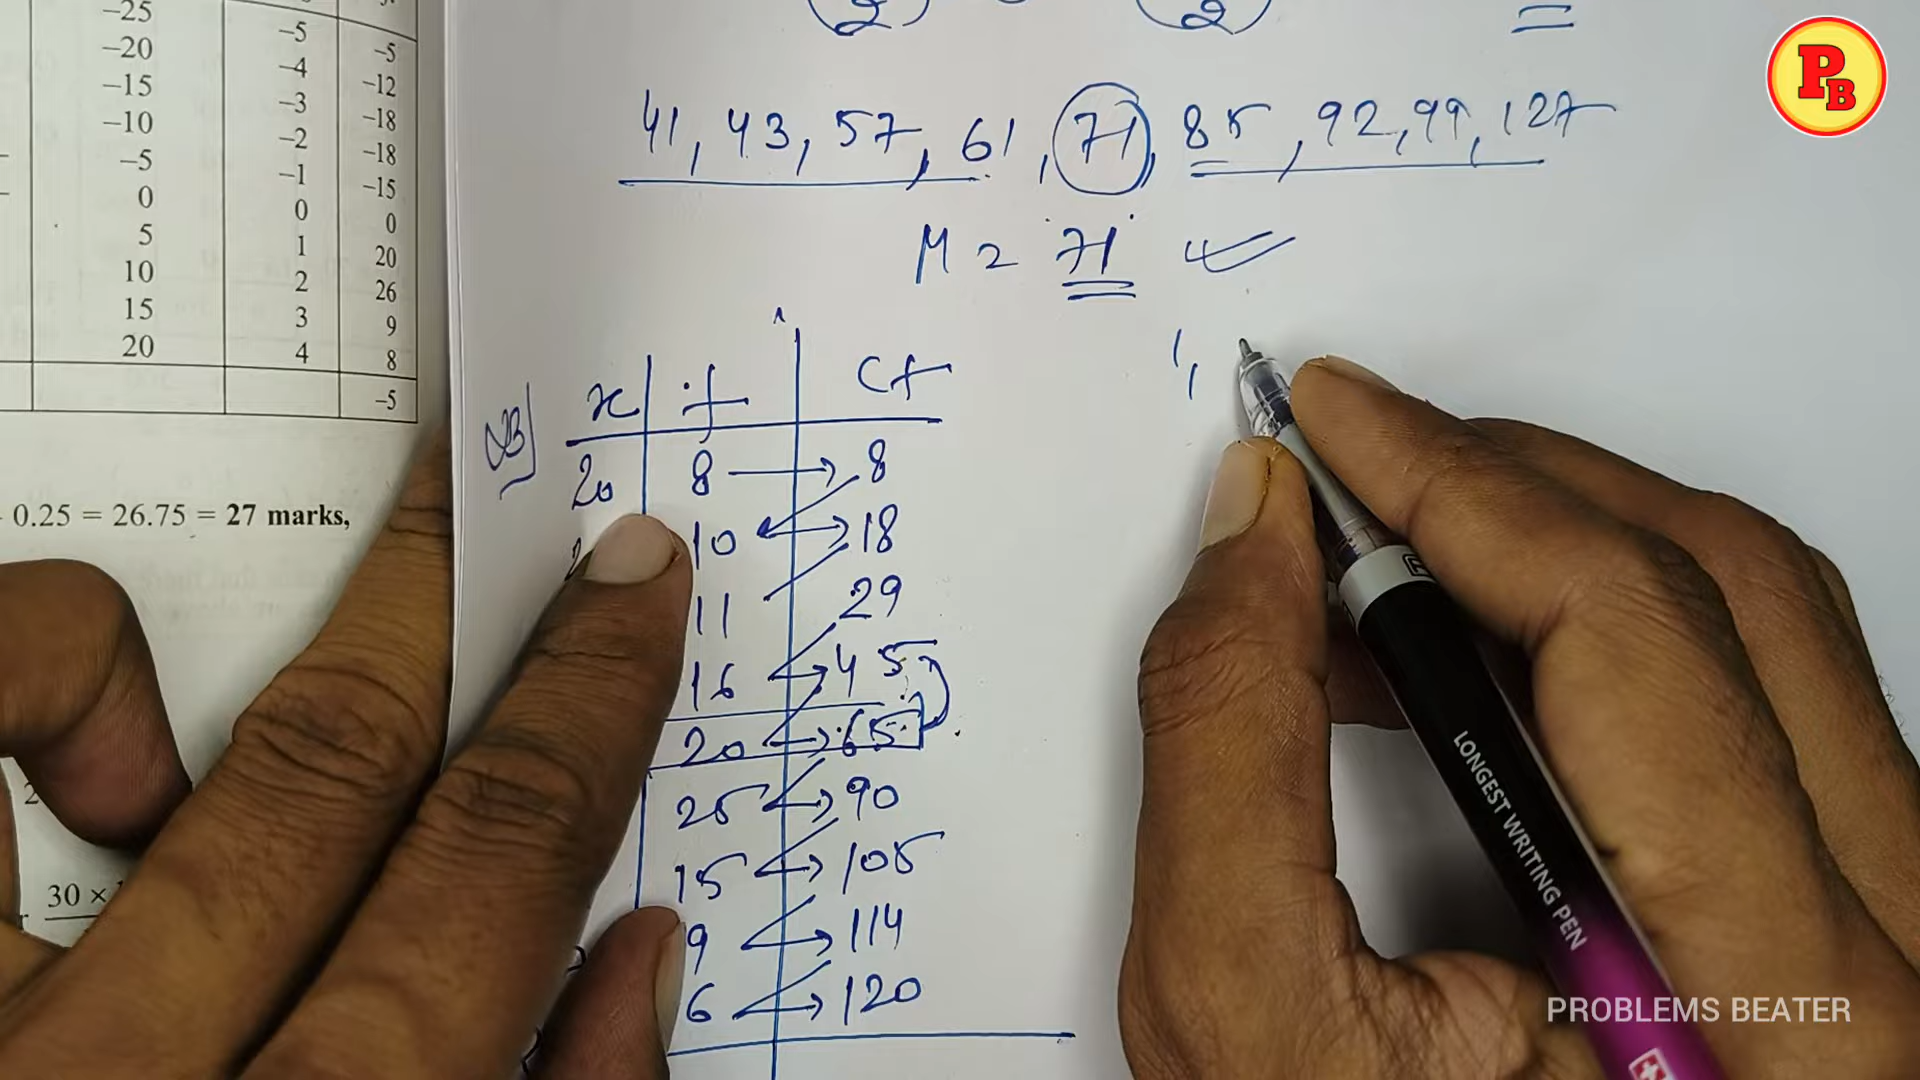 -25 -5
-20 -4 -5
-15 -3 -12
-10 -2 -18
-5 -1 -18
0 0 -15
5 1 0
10 2 20
15 3 26
20 4 9
8
-5
0.25 = 26.75 = 27 marks,
2
30 ×
2 2
41, 43, 57, 61, 71, 85, 92, 99, 127
M = 71
x f cf
20 8 8
10 18
11 29
16 45
20 65
25 90
15 105
9 114
6 120
PB
LONGEST WRITING PEN
PROBLEMS BEATER